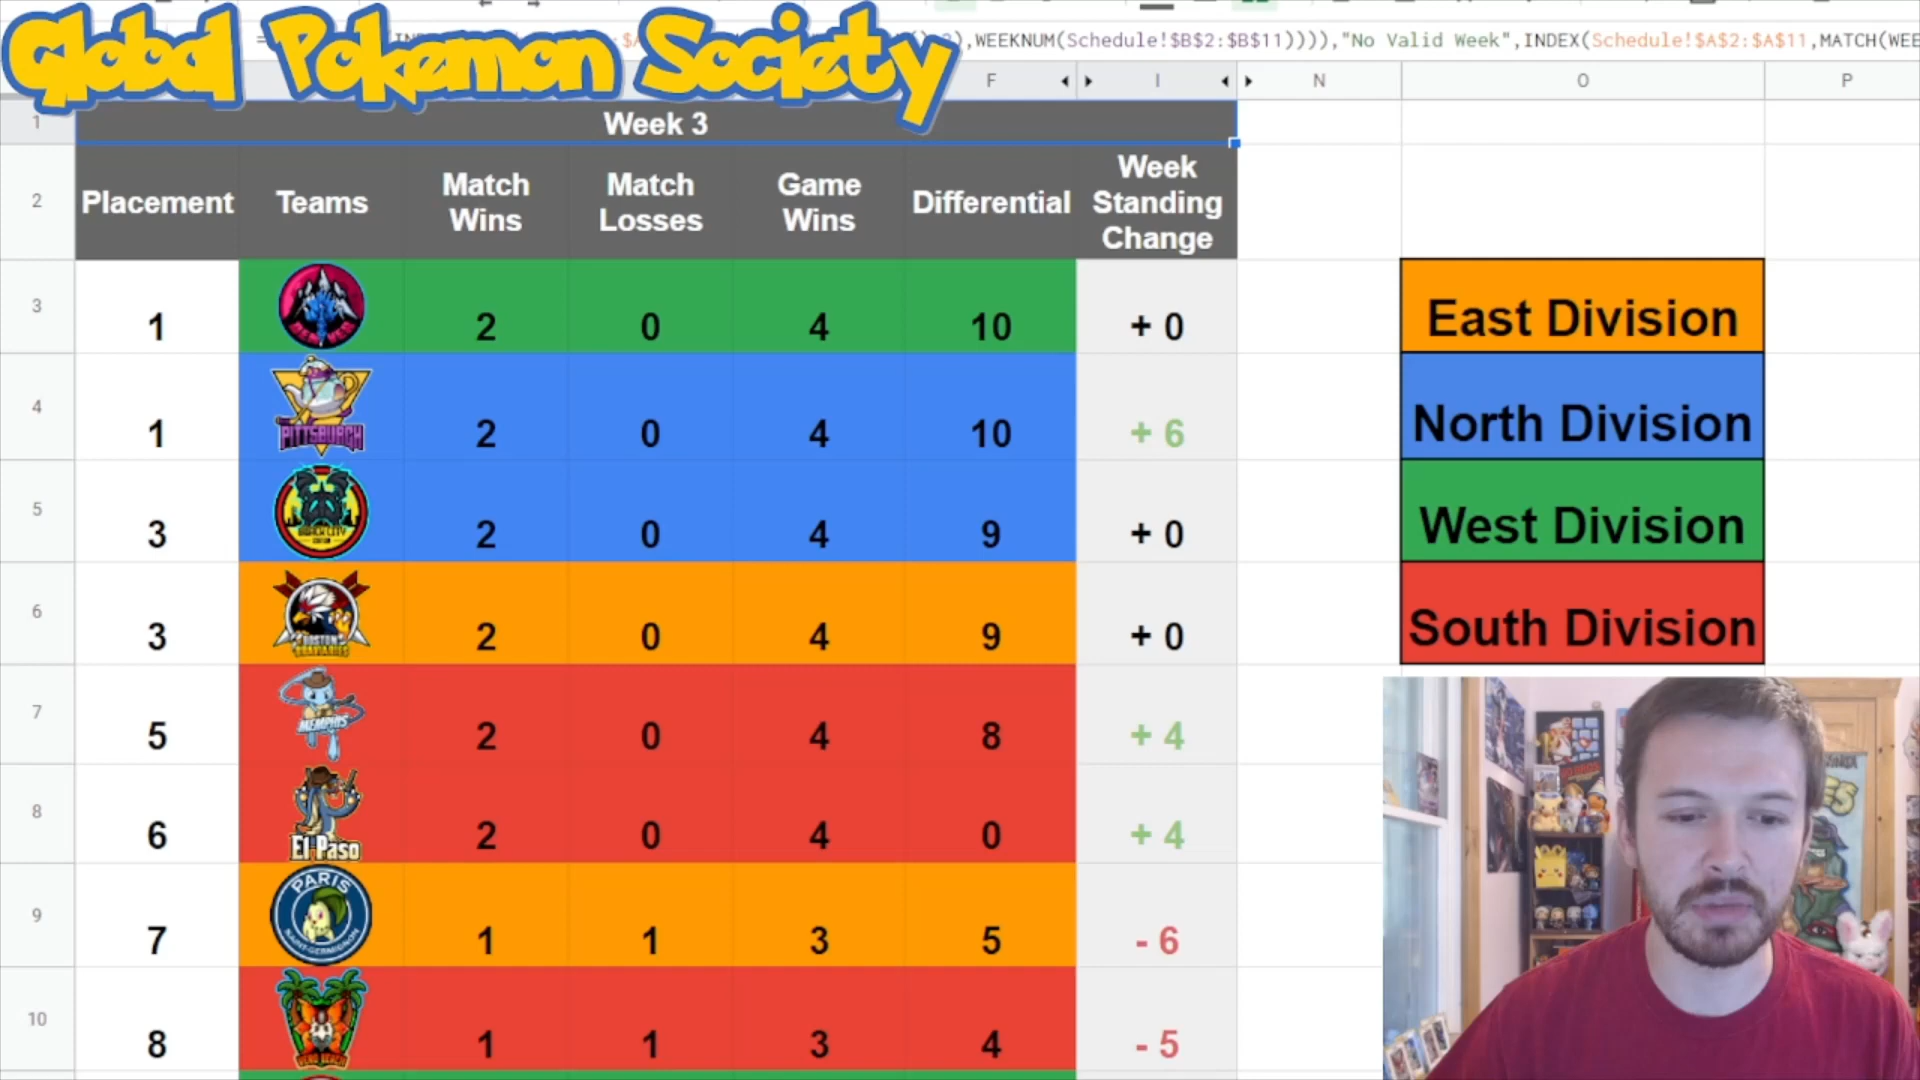 Global Pokemon Society
),WEEKNUM(Schedule!$B$2:$B$11)))),"No Valid Week",INDEX(Schedule!$A$2:$A$11,MATCH(WEE
F I N O P
1 Week 3
2 Placement Teams Match Wins Match Losses Game Wins Differential Week Standing Change
3 1 2 0 4 10 + 0 East Division
4 1 PITTSBURGH 2 0 4 10 + 6 North Division
5 3 2 0 4 9 + 0 West Division
6 3 BOSTON 2 0 4 9 + 0 South Division
7 5 MEMPHIS 2 0 4 8 + 4
8 6 El Paso 2 0 4 0 + 4
9 7 PARIS SAINT-GERMIGNON 1 1 3 5 - 6
10 8 VERO BEACH 1 1 3 4 - 5